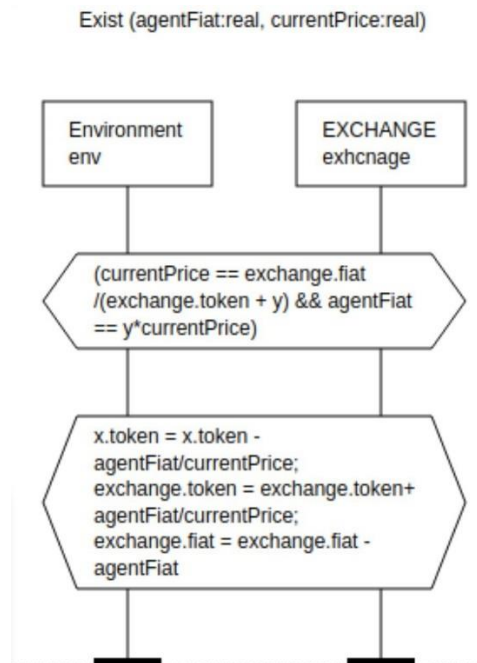 Exist (agentFiat:real, currentPrice:real)
Environment
env
EXCHANGE
exhcnage
(currentPrice == exchange.fiat
/(exchange.token + y) && agentFiat
== y*currentPrice)
x.token = x.token -
agentFiat/currentPrice;
exchange.token = exchange.token+
agentFiat/currentPrice;
exchange.fiat = exchange.fiat -
agentFiat